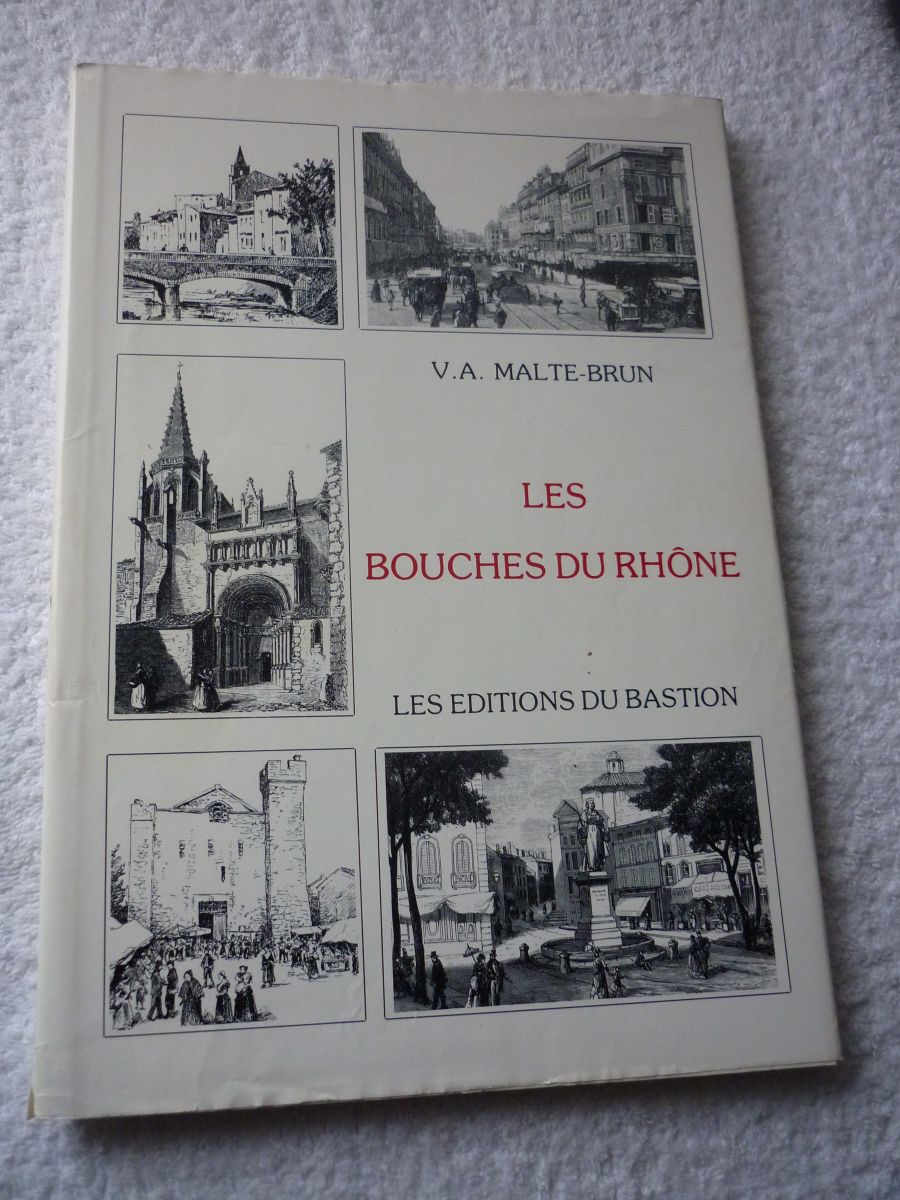 V.A. MALTE-BRUN
LES
BOUCHES DU RHÔNE
LES EDITIONS DU BASTION